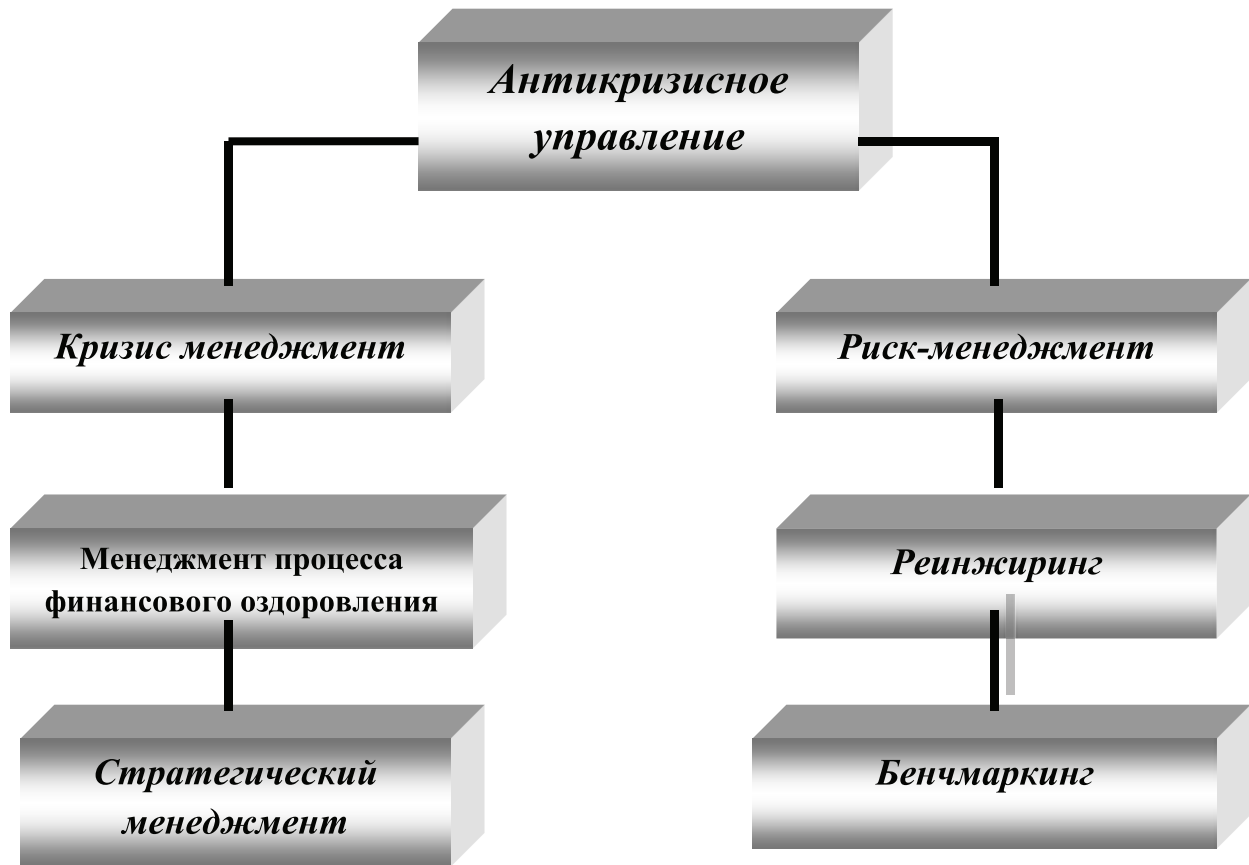 Антикризисное
управление
Кризис менеджмент
Риск-менеджмент
Менеджмент процесса
финансового оздоровления
Реинжиринг
Стратегический
менеджмент
Бенчмаркинг